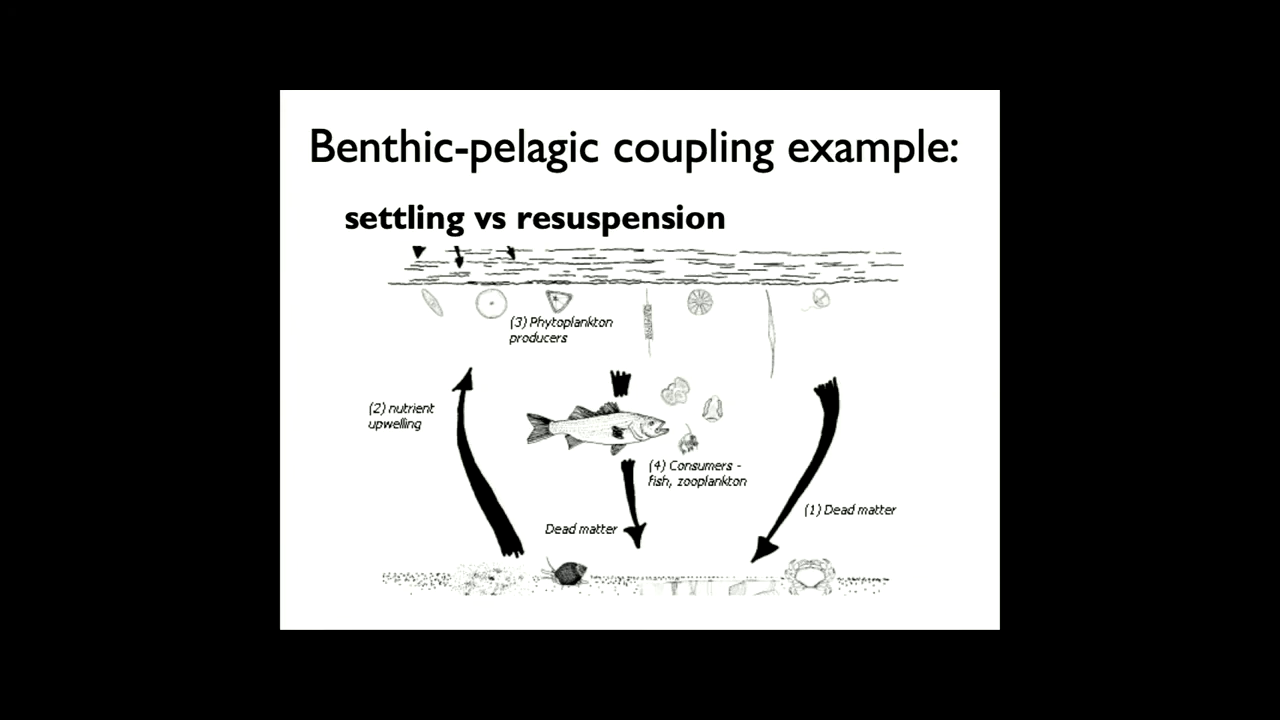 Benthic-pelagic coupling example:
settling vs resuspension
(3) Phytoplankton
producers
(2) nutrient
upwelling
(4) Consumers -
fish, zooplankton
(1) Dead matter
Dead matter